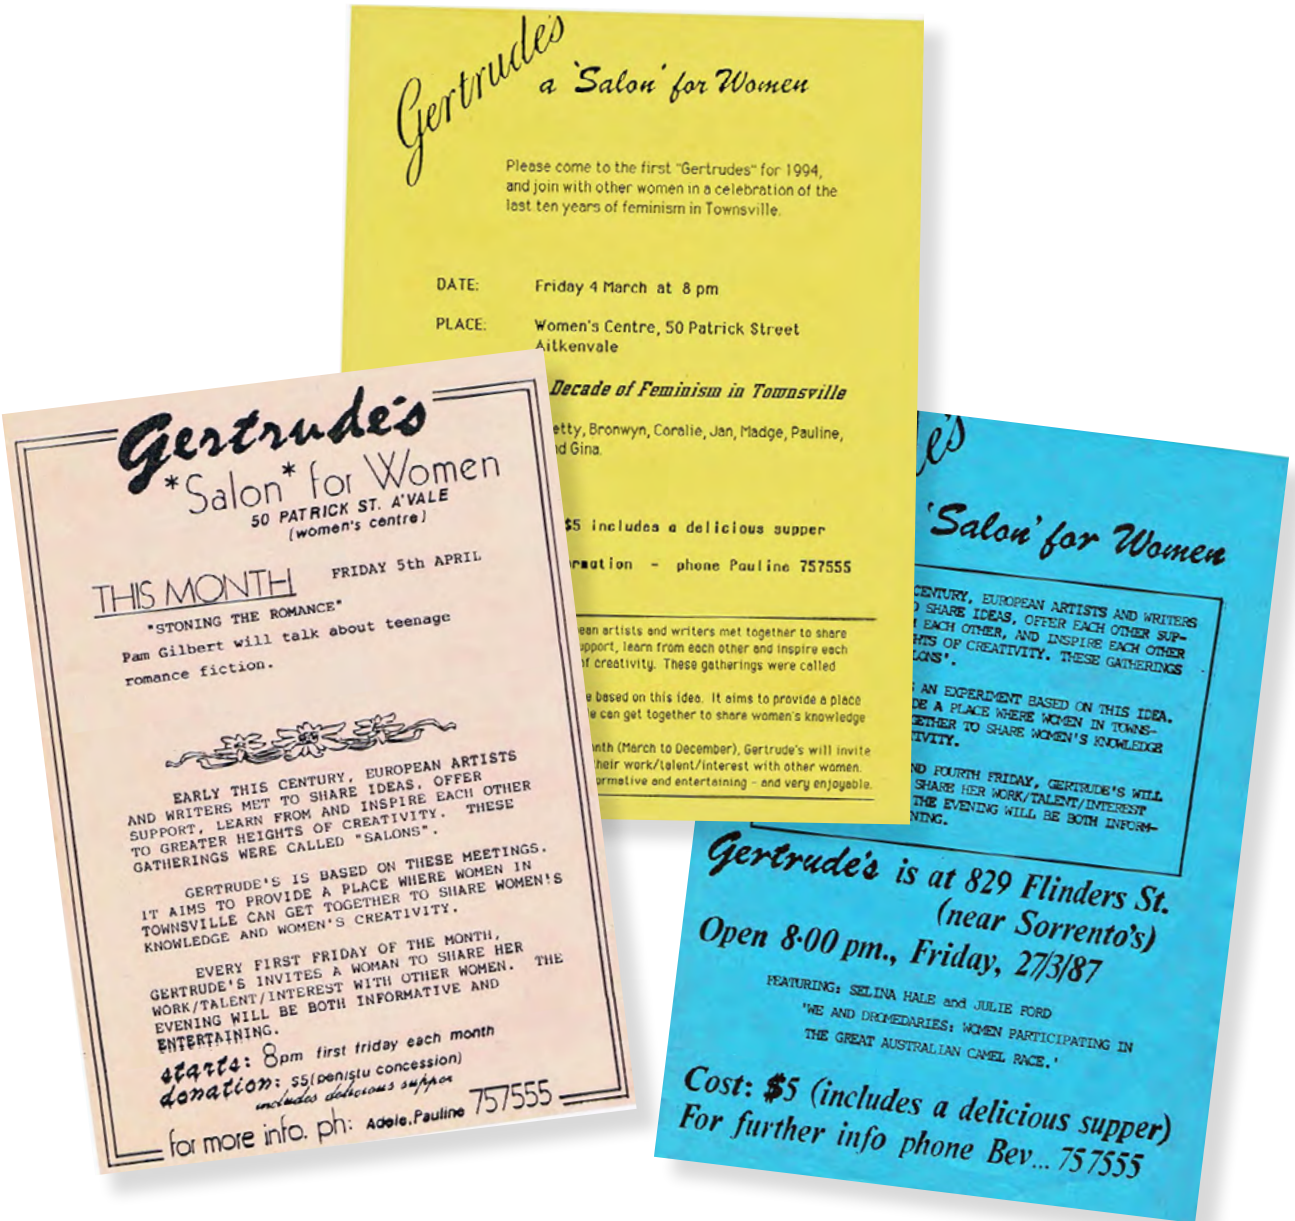 Gertrudes
a 'Salon' for Women
Please come to the first "Gertrudes" for 1994,
and join with other women in a celebration of the
last ten years of feminism in Townsville.
DATE: Friday 4 March at 8 pm
PLACE: Women's Centre, 50 Patrick Street
Aitkenvale
Decade of Feminism in Townsville
etty, Bronwyn, Coralie, Jan, Madge, Pauline,
nd Gina.
$5 includes a delicious supper
rmation - phone Pauline 757555
ean artists and writers met together to share
upport, learn from each other and inspire each
of creativity. These gatherings were called
e based on this idea. It aims to provide a place
le can get together to share women's knowledge
nth (March to December), Gertrude's will invite
heir work/talent/interest with other women.
ormative and entertaining - and very enjoyable.
Gertrude's
*Salon* for Women
50 PATRICK ST. A'VALE
(women's centre)
THIS MONTH FRIDAY 5th APRIL
"STONING THE ROMANCE"
Pam Gilbert will talk about teenage
romance fiction.
EARLY THIS CENTURY, EUROPEAN ARTISTS
AND WRITERS MET TO SHARE IDEAS, OFFER
SUPPORT, LEARN FROM AND INSPIRE EACH OTHER
TO GREATER HEIGHTS OF CREATIVITY. THESE
GATHERINGS WERE CALLED "SALONS".
GERTRUDE'S IS BASED ON THESE MEETINGS.
IT AIMS TO PROVIDE A PLACE WHERE WOMEN IN
TOWNSVILLE CAN GET TOGETHER TO SHARE WOMEN'S
KNOWLEDGE AND WOMEN'S CREATIVITY.
EVERY FIRST FRIDAY OF THE MONTH,
GERTRUDE'S INVITES A WOMAN TO SHARE HER
WORK/TALENT/INTEREST WITH OTHER WOMEN. THE
EVENING WILL BE BOTH INFORMATIVE AND
ENTERTAINING.
starts: 8pm first friday each month
donation: $5(pen/stu concession)
includes delicious supper
for more info. ph: Adele, Pauline 757555
e's
'Salon' for Women
CENTURY, EUROPEAN ARTISTS AND WRITERS
O SHARE IDEAS, OFFER EACH OTHER SUP-
EACH OTHER, AND INSPIRE EACH OTHER
HTS OF CREATIVITY. THESE GATHERINGS
LONS'.
AN EXPERIMENT BASED ON THIS IDEA.
DE A PLACE WHERE WOMEN IN TOWNS-
GETHER TO SHARE WOMEN'S KNOWLEDGE
TIVITY.
ND FOURTH FRIDAY, GERTRUDE'S WILL
SHARE HER WORK/TALENT/INTEREST
THE EVENING WILL BE BOTH INFORM-
NING.
Gertrude's is at 829 Flinders St.
(near Sorrento's)
Open 8·00 pm., Friday, 27/3/87
FEATURING: SELINA HALE and JULIE FORD
'WE AND DROMEDARIES: WOMEN PARTICIPATING IN
THE GREAT AUSTRALIAN CAMEL RACE.'
Cost: $5 (includes a delicious supper)
For further info phone Bev... 757555